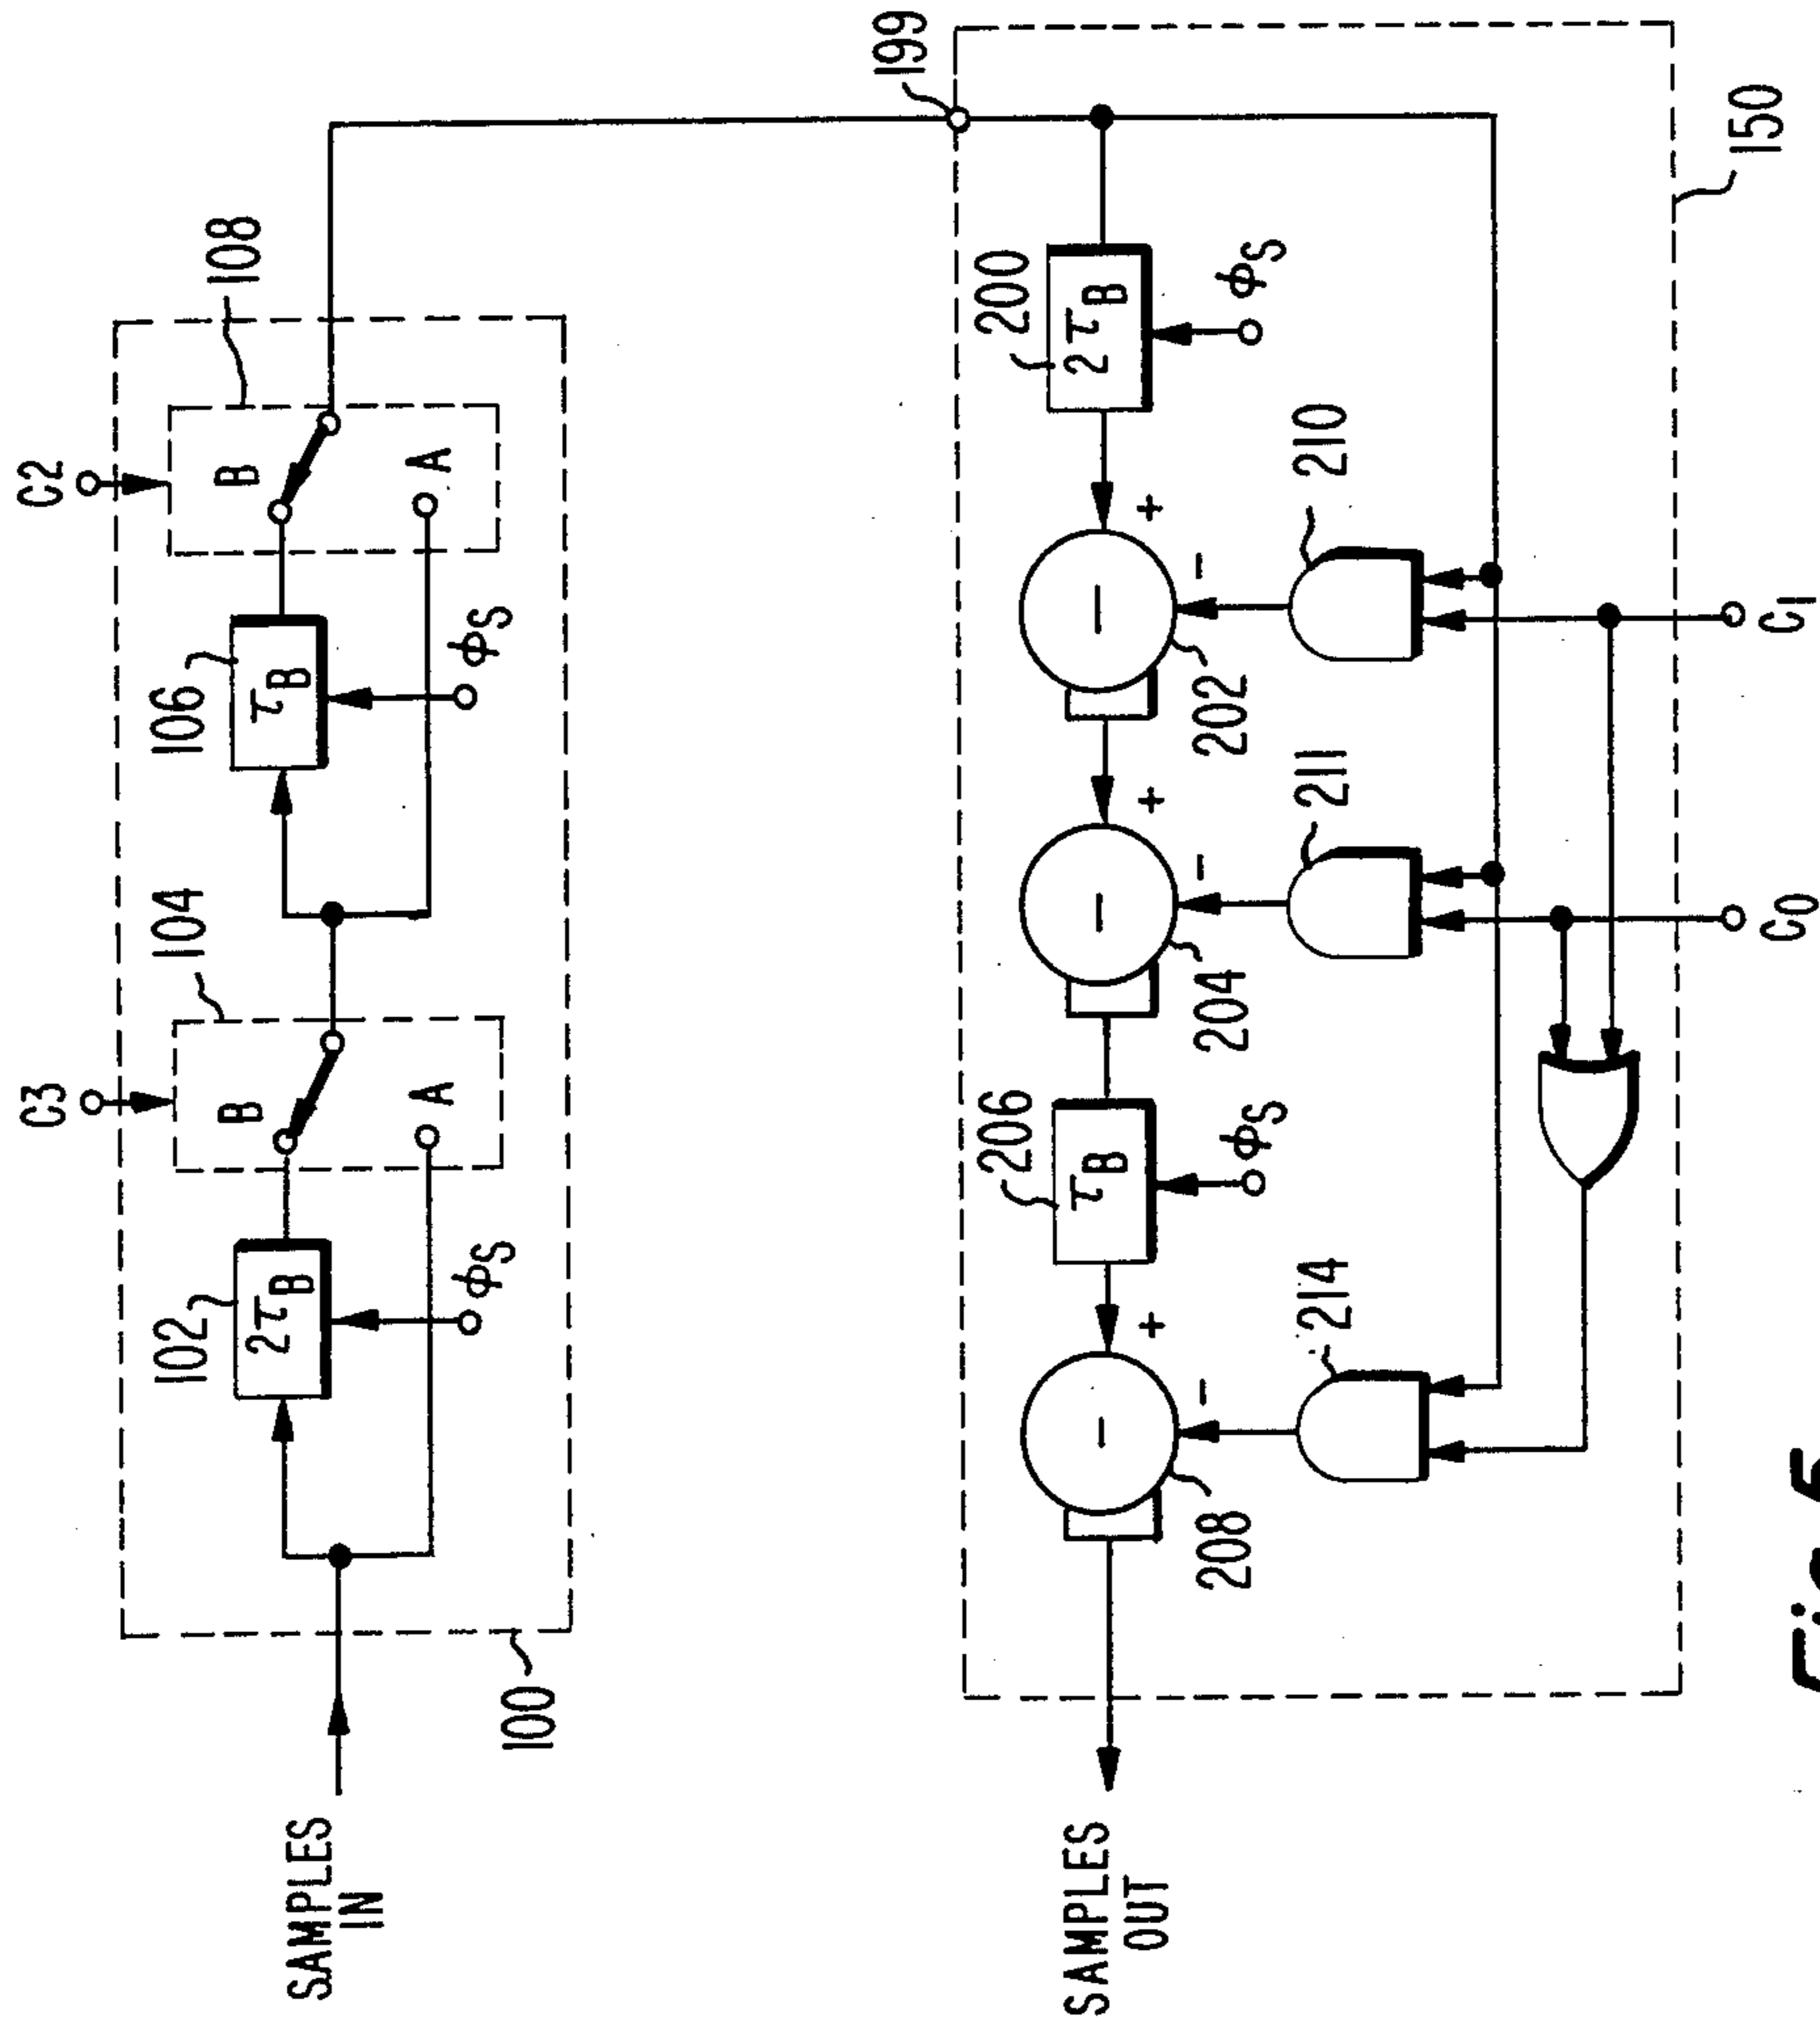 C3
C2
104
108
102
2τB
B
A
ϕS
106
τB
B
A
ϕS
SAMPLES
IN
100
199
206
τB
ϕS
200
2τB
ϕS
SAMPLES
OUT
−
+
−
208
−
+
−
204
−
+
−
202
214
211
210
C0
C1
150